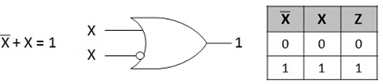 X̅ + X = 1
X
X
1
X̅ X Z
0 0 0
1 1 1